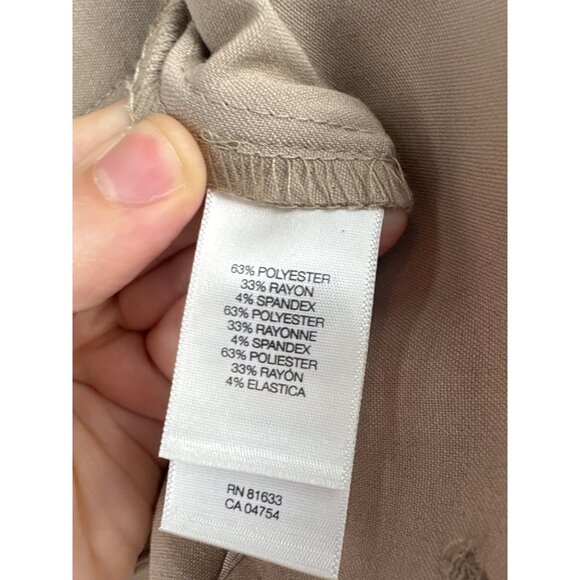 63% POLYESTER
33% RAYON
4% SPANDEX
63% POLYESTER
33% RAYONNE
4% SPANDEX
63% POLIESTER
33% RAYÓN
4% ELASTICA
RN 81633
CA 04754